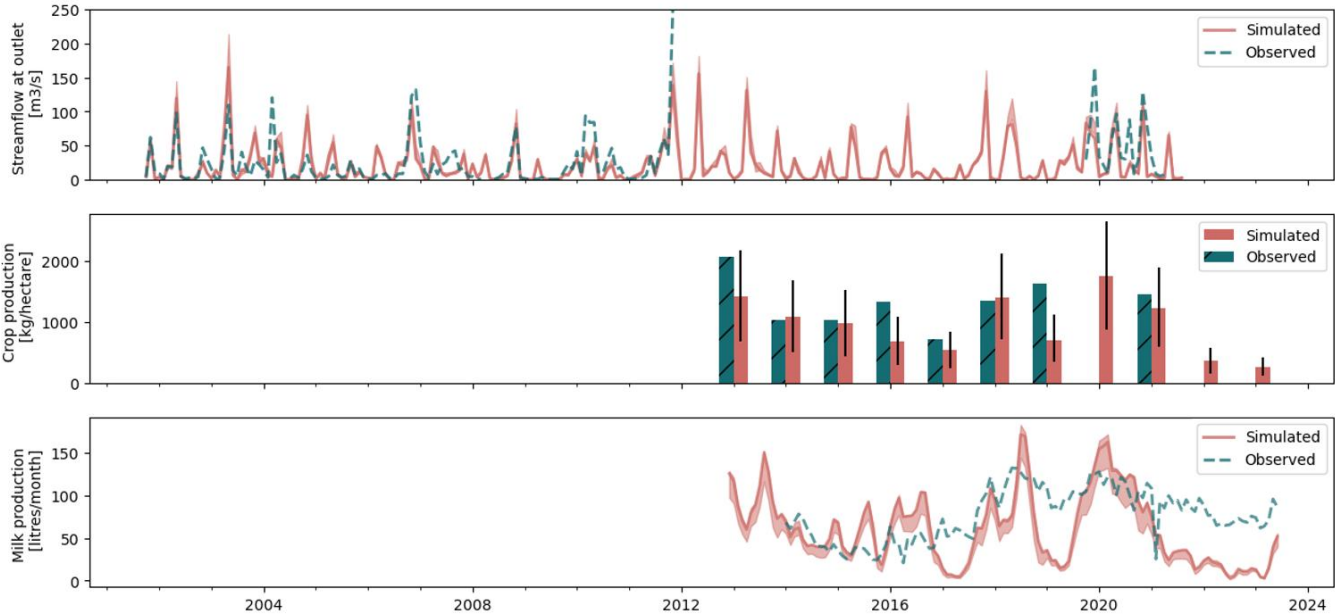 Streamflow at outlet
[m3/s]
250
200
150
100
50
0
Simulated
Observed
Crop production
[kg/hectare]
2000
1000
0
Simulated
Observed
Milk production
[litres/month]
150
100
50
0
Simulated
Observed
2004
2008
2012
2016
2020
2024